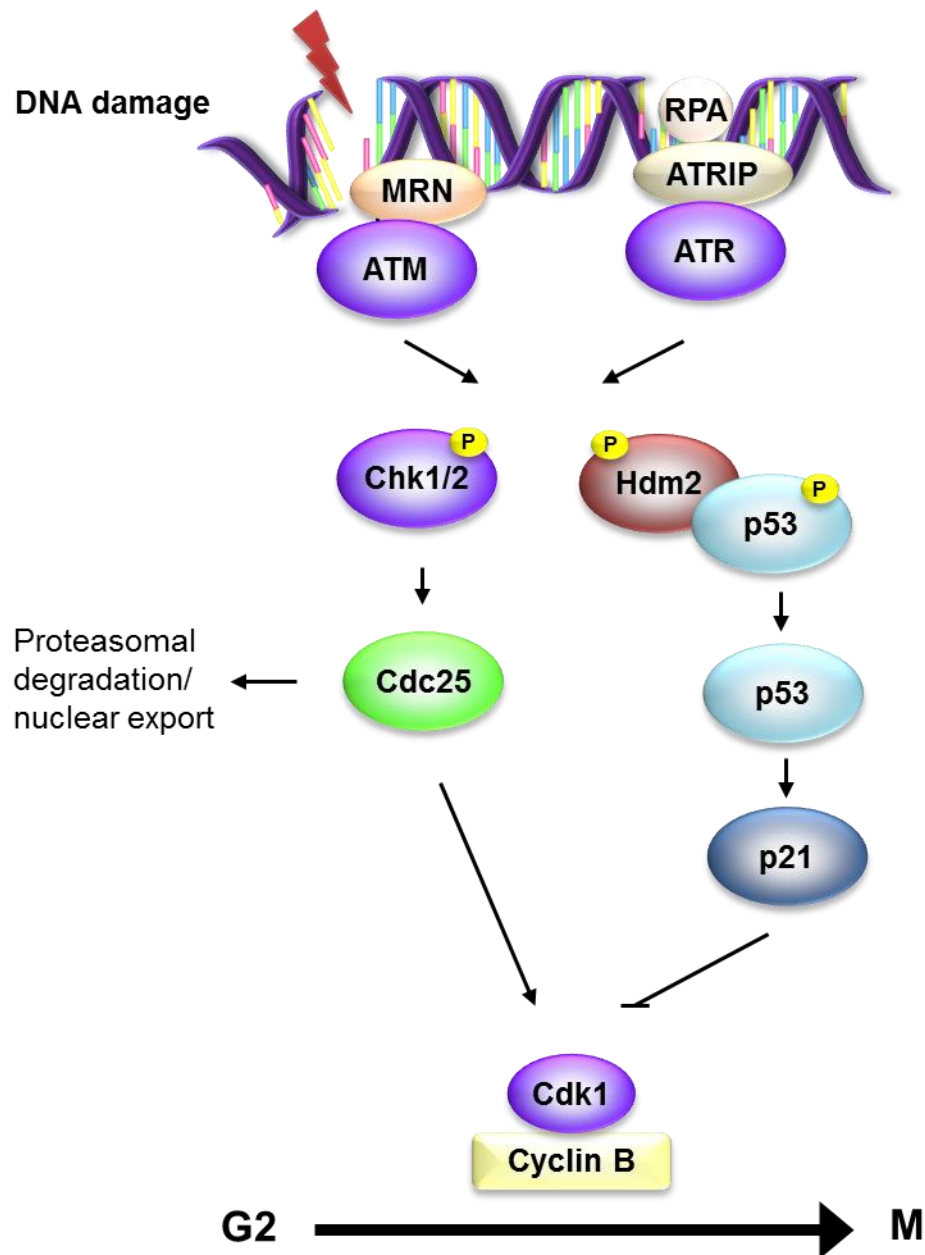 DNA damage
RPA
MRN
ATRIP
ATM
ATR
P
Chk1/2
P
Hdm2
P
p53
Proteasomal
degradation/
nuclear export
Cdc25
p53
p21
Cdk1
Cyclin B
G2
M